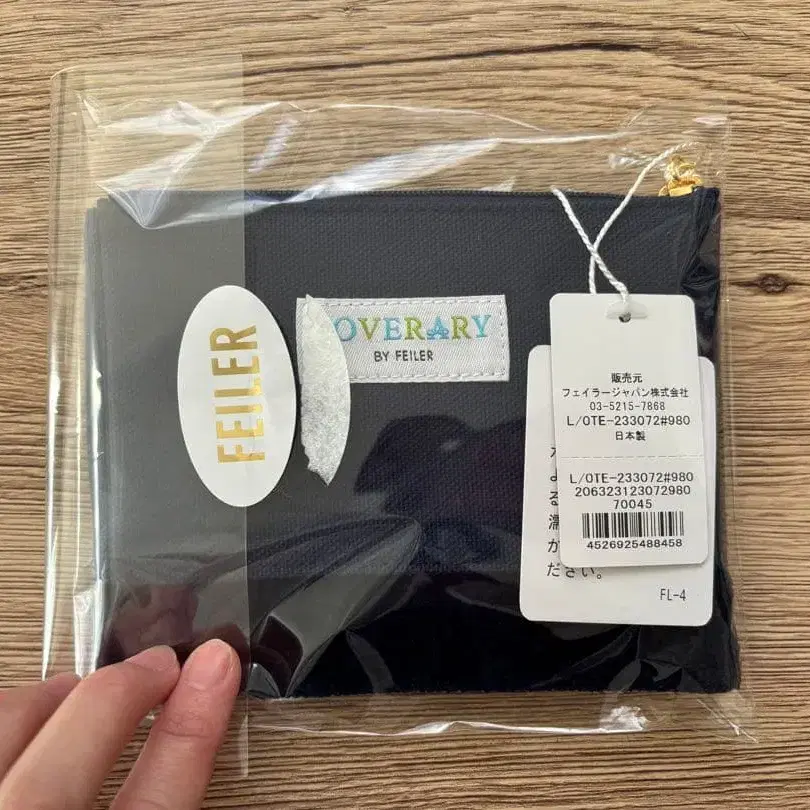 FEILER
OVERARY
BY FEILER
販売元
フェイラージャパン株式会社
03-5215-7868
L/OTE-233072#980
日本製
L/OTE-233072#980
206323123072980
70045
4526925488458
ださい。
FL-4